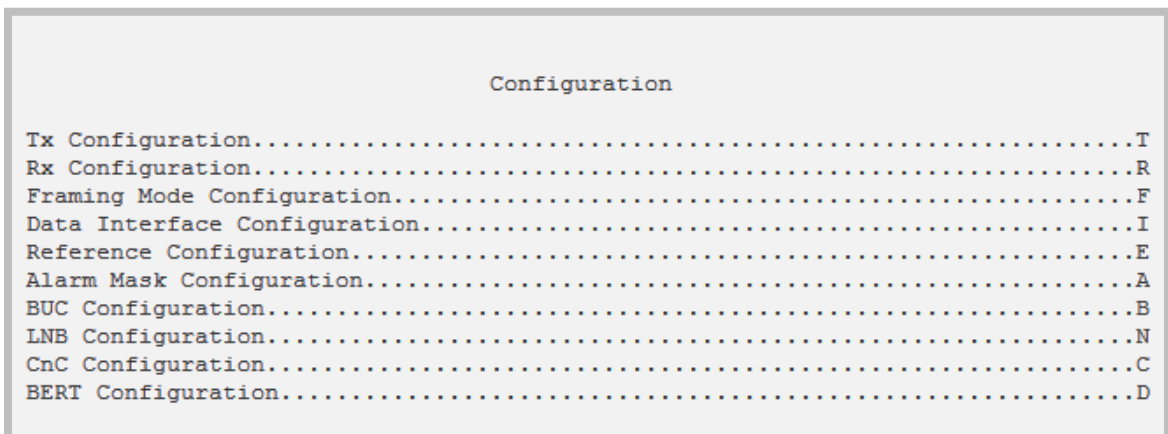 Configuration
Tx Configuration...............................................................T
Rx Configuration...............................................................R
Framing Mode Configuration.....................................................F
Data Interface Configuration...................................................I
Reference Configuration........................................................E
Alarm Mask Configuration.......................................................A
BUC Configuration..............................................................B
LNB Configuration..............................................................N
CnC Configuration..............................................................C
BERT Configuration.............................................................D